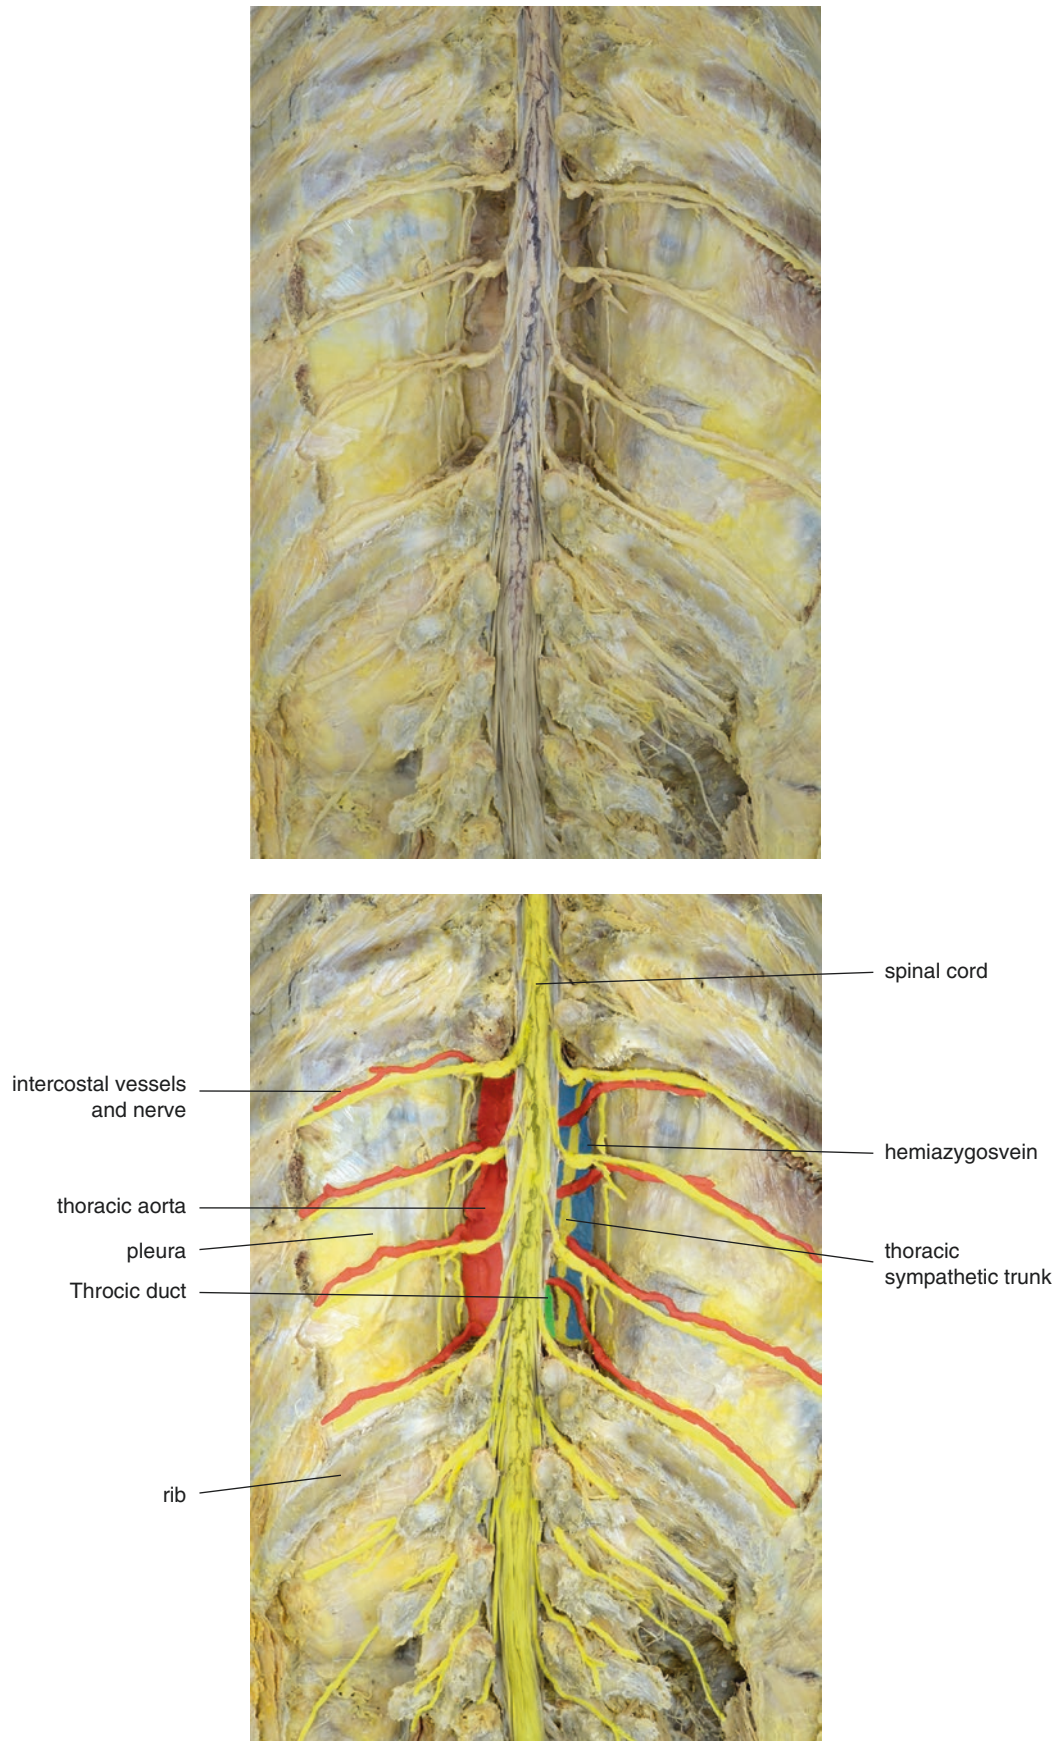 spinal cord
intercostal vessels
and nerve
hemiazygosvein
thoracic aorta
pleura
thoracic
sympathetic trunk
Throcic duct
rib